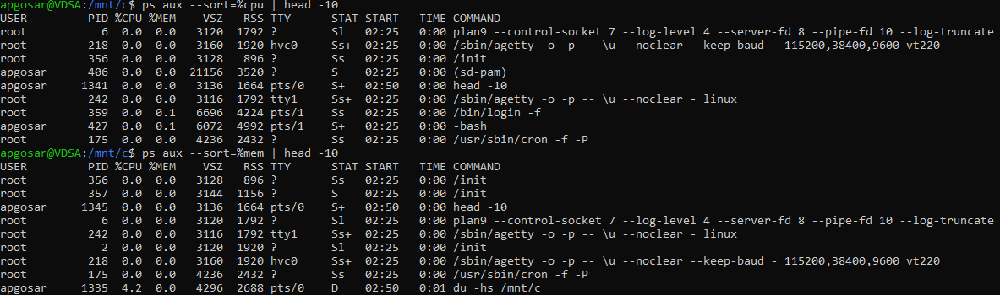 apgosar@VDSA:/mnt/c$ ps aux --sort=%cpu | head -10
USER PID %CPU %MEM VSZ RSS TTY STAT START TIME COMMAND
root 6 0.0 0.0 3120 1792 ? Sl 02:25 0:00 plan9 --control-socket 7 --log-level 4 --server-fd 8 --pipe-fd 10 --log-truncate
root 218 0.0 0.0 3160 1920 hvc0 Ss+ 02:25 0:00 /sbin/agetty -o -p -- \u --noclear --keep-baud - 115200,38400,9600 vt220
root 356 0.0 0.0 3128 896 ? Ss 02:25 0:00 /init
apgosar 406 0.0 0.0 21156 3520 ? S 02:25 0:00 (sd-pam)
apgosar 1341 0.0 0.0 3136 1664 pts/0 S+ 02:50 0:00 head -10
root 242 0.0 0.0 3116 1792 tty1 Ss+ 02:25 0:00 /sbin/agetty -o -p -- \u --noclear - linux
root 359 0.0 0.1 6696 4224 pts/1 Ss 02:25 0:00 /bin/login -f
apgosar 427 0.0 0.1 6072 4992 pts/1 S+ 02:25 0:00 -bash
root 175 0.0 0.0 4236 2432 ? Ss 02:25 0:00 /usr/sbin/cron -f -P
apgosar@VDSA:/mnt/c$ ps aux --sort=%mem | head -10
USER PID %CPU %MEM VSZ RSS TTY STAT START TIME COMMAND
root 356 0.0 0.0 3128 896 ? Ss 02:25 0:00 /init
root 357 0.0 0.0 3144 1156 ? S 02:25 0:00 /init
apgosar 1345 0.0 0.0 3136 1664 pts/0 S+ 02:50 0:00 head -10
root 6 0.0 0.0 3120 1792 ? Sl 02:25 0:00 plan9 --control-socket 7 --log-level 4 --server-fd 8 --pipe-fd 10 --log-truncate
root 242 0.0 0.0 3116 1792 tty1 Ss+ 02:25 0:00 /sbin/agetty -o -p -- \u --noclear - linux
root 2 0.0 0.0 3120 1920 ? Sl 02:25 0:00 /init
root 218 0.0 0.0 3160 1920 hvc0 Ss+ 02:25 0:00 /sbin/agetty -o -p -- \u --noclear --keep-baud - 115200,38400,9600 vt220
root 175 0.0 0.0 4236 2432 ? Ss 02:25 0:00 /usr/sbin/cron -f -P
apgosar 1335 4.2 0.0 4296 2688 pts/0 D 02:50 0:01 du -hs /mnt/c